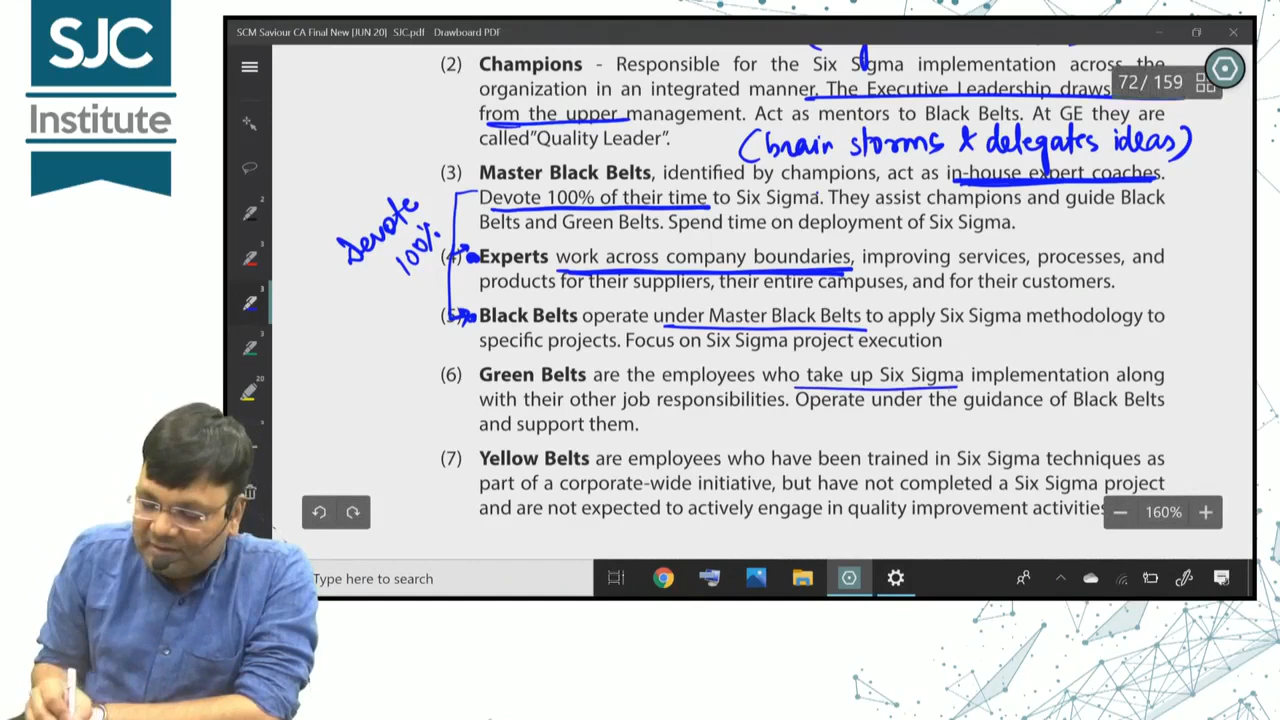 SJC
Institute
SCM Saviour CA Final New [JUN 20] SJC.pdf Drawboard PDF
72 / 159
(2) Champions - Responsible for the Six Sigma implementation across the
organization in an integrated manner. The Executive Leadership draws
from the upper management. Act as mentors to Black Belts. At GE they are
called"Quality Leader".
(brain storms & delegates ideas)
(3) Master Black Belts, identified by champions, act as in-house expert coaches.
Devote 100% of their time to Six Sigma. They assist champions and guide Black
Belts and Green Belts. Spend time on deployment of Six Sigma.
Devote
100%
(4) Experts work across company boundaries, improving services, processes, and
products for their suppliers, their entire campuses, and for their customers.
(5) Black Belts operate under Master Black Belts to apply Six Sigma methodology to
specific projects. Focus on Six Sigma project execution
(6) Green Belts are the employees who take up Six Sigma implementation along
with their other job responsibilities. Operate under the guidance of Black Belts
and support them.
(7) Yellow Belts are employees who have been trained in Six Sigma techniques as
part of a corporate-wide initiative, but have not completed a Six Sigma project
and are not expected to actively engage in quality improvement activities
160%
Type here to search